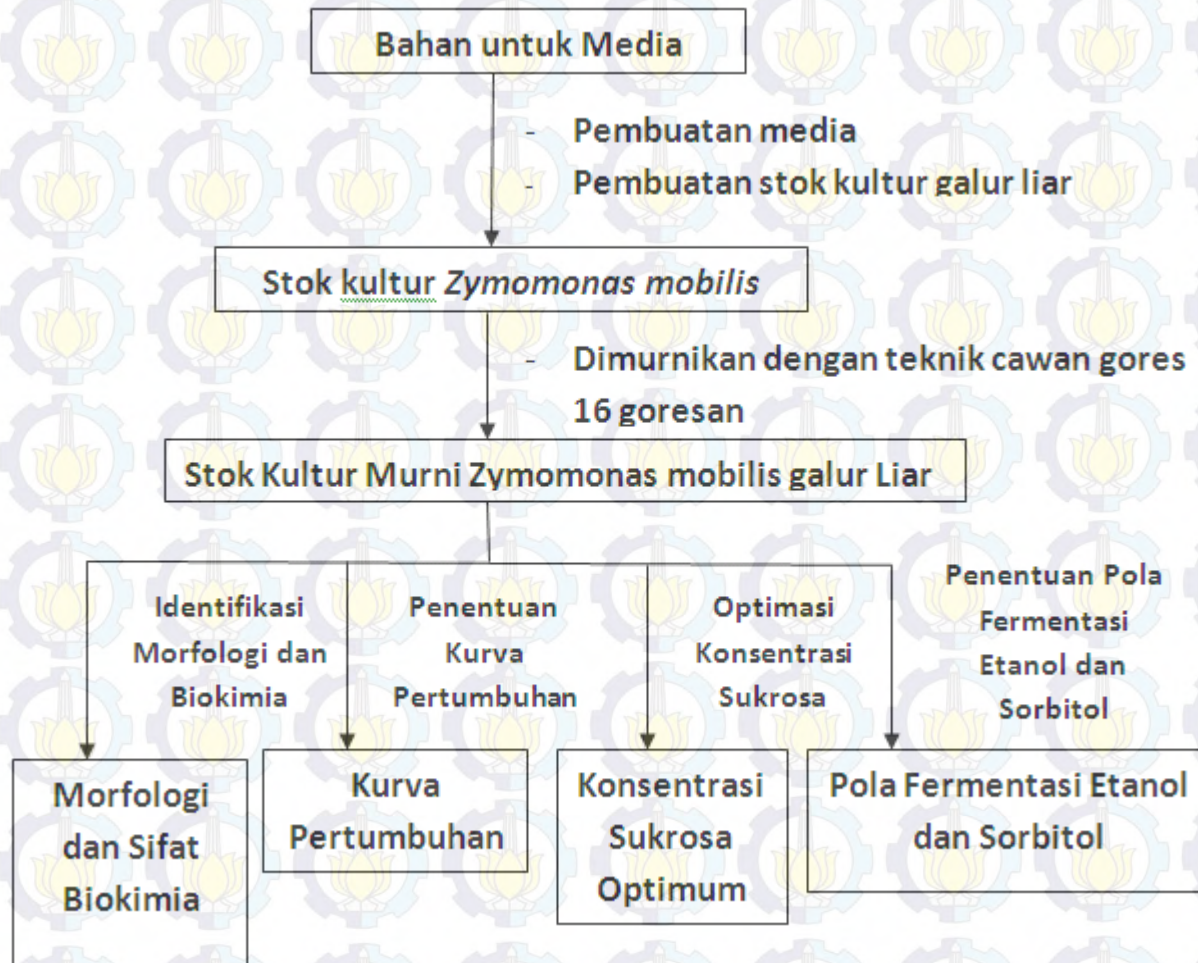 Bahan untuk Media
- Pembuatan media
- Pembuatan stok kultur galur liar
Stok kultur Zymomonas mobilis
- Dimurnikan dengan teknik cawan gores
16 goresan
Stok Kultur Murni Zymomonas mobilis galur Liar
Identifikasi
Morfologi dan
Biokimia
Penentuan
Kurva
Pertumbuhan
Optimasi
Konsentrasi
Sukrosa
Penentuan Pola
Fermentasi
Etanol dan
Sorbitol
Morfologi
dan Sifat
Biokimia
Kurva
Pertumbuhan
Konsentrasi
Sukrosa
Optimum
Pola Fermentasi Etanol
dan Sorbitol